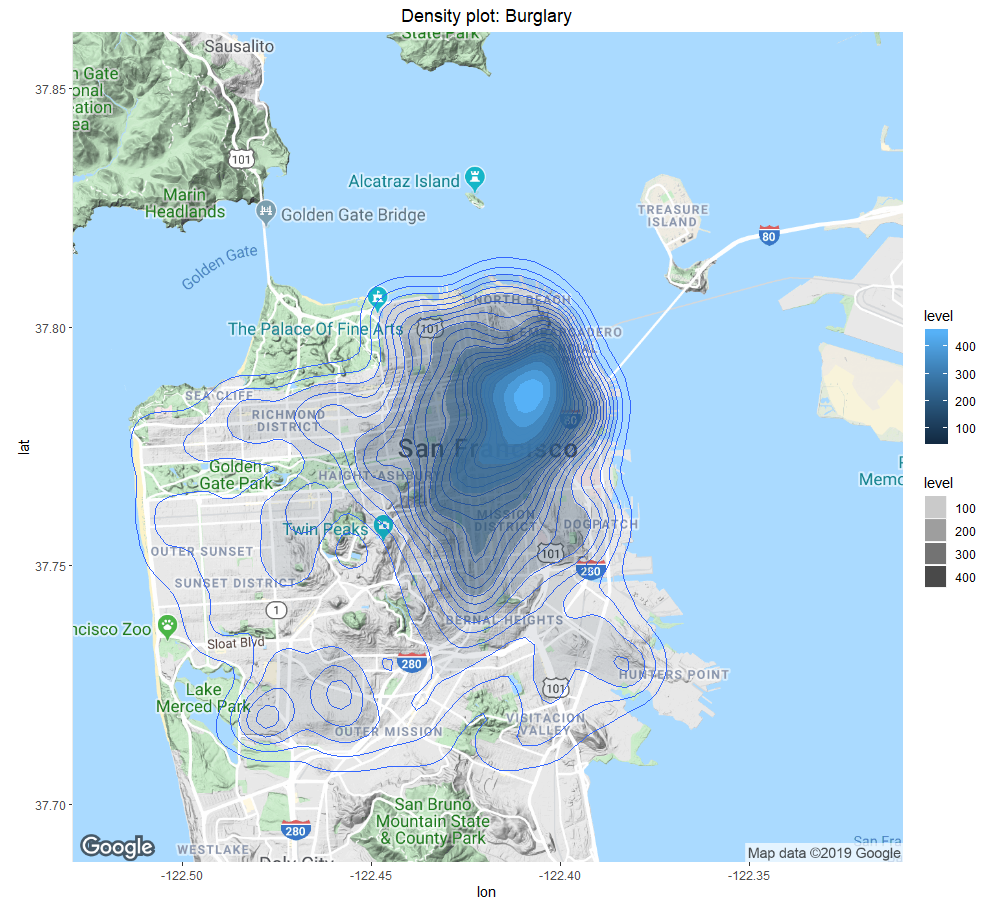 Density plot: Burglary
Sausalito
State Park
n Gate
onal
ation
ea
37.85
101
Alcatraz Island
Marin
Headlands
Golden Gate Bridge
TREASURE
ISLAND
80
Golden Gate
NORTH BEACH
level
400
300
200
100
37.80
The Palace Of Fine Arts
101
EMBARCADERO
SEA CLIFF
RICHMOND
DISTRICT
80
lat
San Francisco
Golden
Gate Park
HAIGHT-ASHBURY
Memo
level
100
200
300
400
Twin Peaks
MISSION
DISTRICT
DOGPATCH
OUTER SUNSET
101
37.75
280
SUNSET DISTRICT
1
BERNAL HEIGHTS
ncisco Zoo
Sloat Blvd
280
HUNTERS POINT
Lake
Merced Park
101
OUTER MISSION
VISITACION
VALLEY
37.70
San Bruno
Mountain State
& County Park
280
San Fra
Google
WESTLAKE
Daly City
Map data ©2019 Google
-122.50
-122.45
-122.40
-122.35
lon